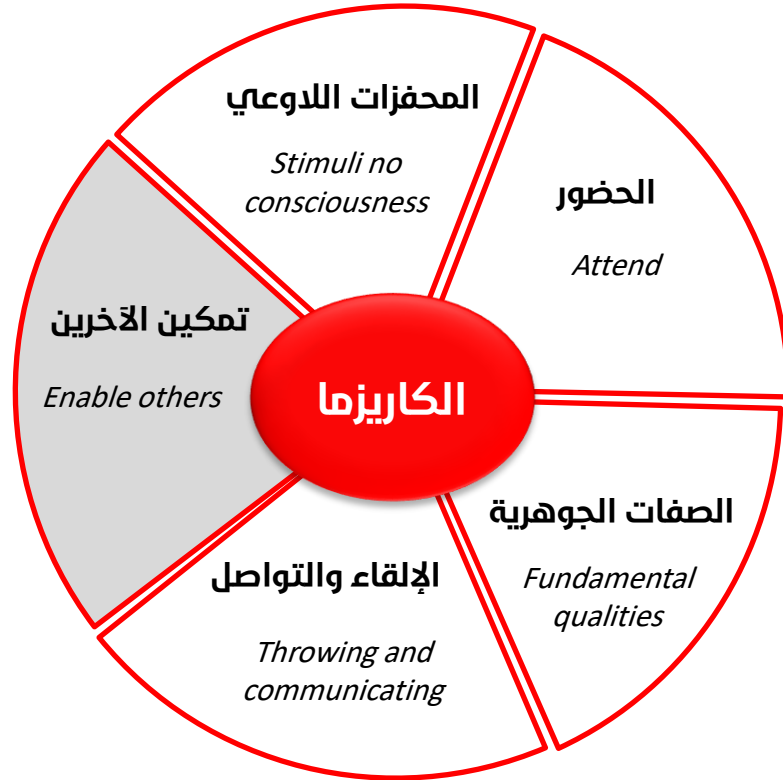 المحفزات اللاوعي
Stimuli no
consciousness
الحضور
Attend
تمكين الآخرين
Enable others
الكاريزما
الصفات الجوهرية
Fundamental
qualities
الإلقاء والتواصل
Throwing and
communicating